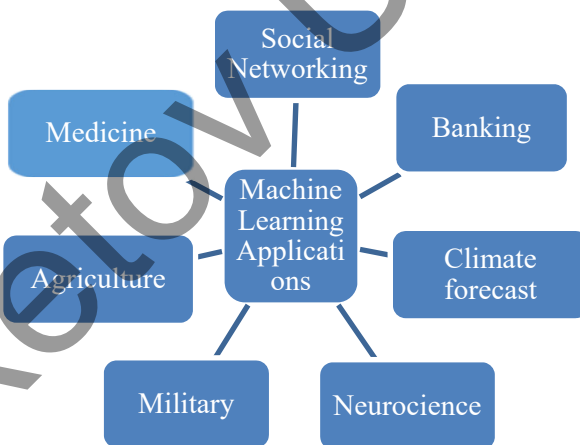 Social
Networking
Medicine
Banking
Machine
Learning
Applicati
ons
Agriculture
Climate
forecast
Military
Neurocience